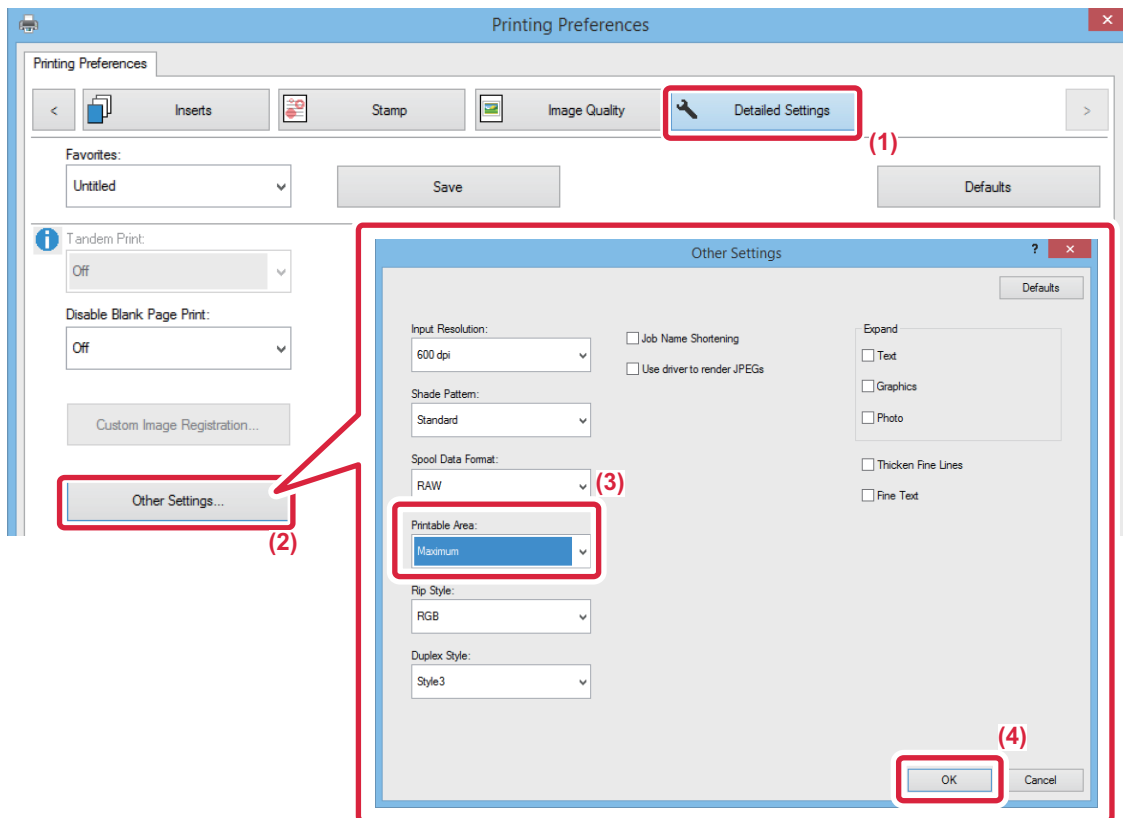 Printing Preferences
Printing Preferences
< Inserts Stamp Image Quality Detailed Settings >
(1)
Favorites:
Untitled Save Defaults
Tandem Print:
Off
Disable Blank Page Print:
Off
Custom Image Registration...
Other Settings...
(2)
Other Settings ?
Defaults
Input Resolution:
600 dpi
Shade Pattern:
Standard
Spool Data Format:
RAW
(3)
Printable Area:
Maximum
Rip Style:
RGB
Duplex Style:
Style3
Job Name Shortening
Use driver to render JPEGs
Expand
Text
Graphics
Photo
Thicken Fine Lines
Fine Text
(4)
OK Cancel